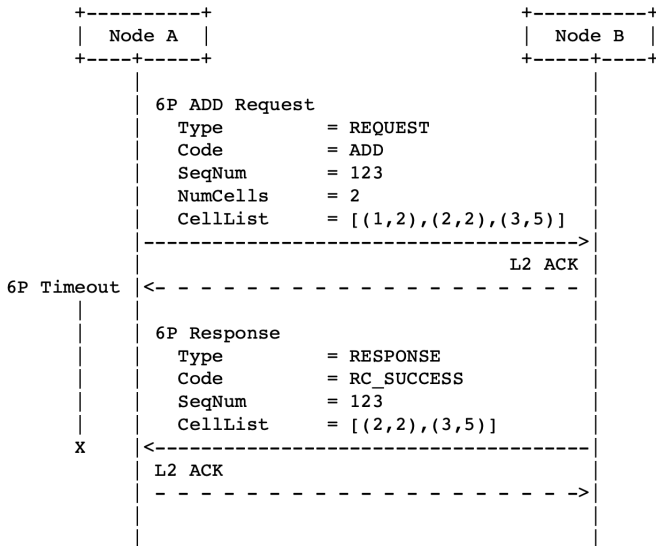 Node A Node B
6P ADD Request
Type = REQUEST
Code = ADD
SeqNum = 123
NumCells = 2
CellList = [(1,2),(2,2),(3,5)]
L2 ACK
6P Timeout
6P Response
Type = RESPONSE
Code = RC_SUCCESS
SeqNum = 123
CellList = [(2,2),(3,5)]
X
L2 ACK